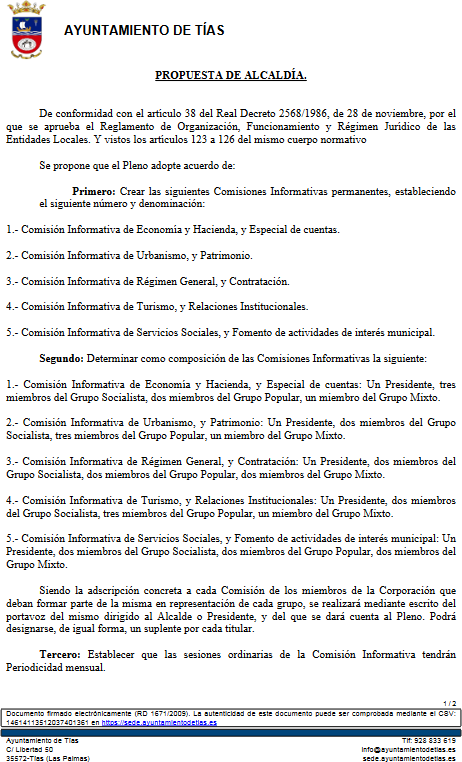 AYUNTAMIENTO DE TÍAS
PROPUESTA DE ALCALDÍA.
De conformidad con el artículo 38 del Real Decreto 2568/1986, de 28 de noviembre, por el
que se aprueba el Reglamento de Organización, Funcionamiento y Régimen Jurídico de las
Entidades Locales. Y vistos los artículos 123 a 126 del mismo cuerpo normativo
Se propone que el Pleno adopte acuerdo de:
Primero: Crear las siguientes Comisiones Informativas permanentes, estableciendo
el siguiente número y denominación:
1.- Comisión Informativa de Economía y Hacienda, y Especial de cuentas.
2.- Comisión Informativa de Urbanismo, y Patrimonio.
3.- Comisión Informativa de Régimen General, y Contratación.
4.- Comisión Informativa de Turismo, y Relaciones Institucionales.
5.- Comisión Informativa de Servicios Sociales, y Fomento de actividades de interés municipal.
Segundo: Determinar como composición de las Comisiones Informativas la siguiente:
1.- Comisión Informativa de Economía y Hacienda, y Especial de cuentas: Un Presidente, tres
miembros del Grupo Socialista, dos miembros del Grupo Popular, un miembro del Grupo Mixto.
2.- Comisión Informativa de Urbanismo, y Patrimonio: Un Presidente, dos miembros del Grupo
Socialista, tres miembros del Grupo Popular, un miembro del Grupo Mixto.
3.- Comisión Informativa de Régimen General, y Contratación: Un Presidente, dos miembros del
Grupo Socialista, dos miembros del Grupo Popular, dos miembros del Grupo Mixto.
4.- Comisión Informativa de Turismo, y Relaciones Institucionales: Un Presidente, dos miembros
del Grupo Socialista, tres miembros del Grupo Popular, un miembro del Grupo Mixto.
5.- Comisión Informativa de Servicios Sociales, y Fomento de actividades de interés municipal: Un
Presidente, dos miembros del Grupo Socialista, dos miembros del Grupo Popular, dos miembros del
Grupo Mixto.
Siendo la adscripción concreta a cada Comisión de los miembros de la Corporación que
deban formar parte de la misma en representación de cada grupo, se realizará mediante escrito del
portavoz del mismo dirigido al Alcalde o Presidente, y del que se dará cuenta al Pleno. Podrá
designarse, de igual forma, un suplente por cada titular.
Tercero: Establecer que las sesiones ordinarias de la Comisión Informativa tendrán
Periodicidad mensual.
1 / 2
Documento firmado electrónicamente (RD 1671/2009). La autenticidad de este documento puede ser comprobada mediante el CSV:
14614113512037401361 en https://sede.ayuntamientodetias.es
Ayuntamiento de Tías
Tlf: 928 833 619
C/ Libertad 50
info@ayuntamientodetias.es
35572-Tías (Las Palmas)
sede.ayuntamientodetias.es